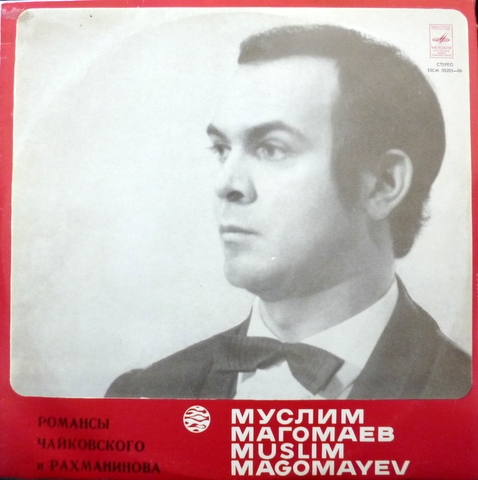 СТЕРЕО
РОМАНСЫ
ЧАЙКОВСКОГО
и РАХМАНИНОВА
МУСЛИМ
МАГОМАЕВ
MUSLIM
MAGOMAYEV